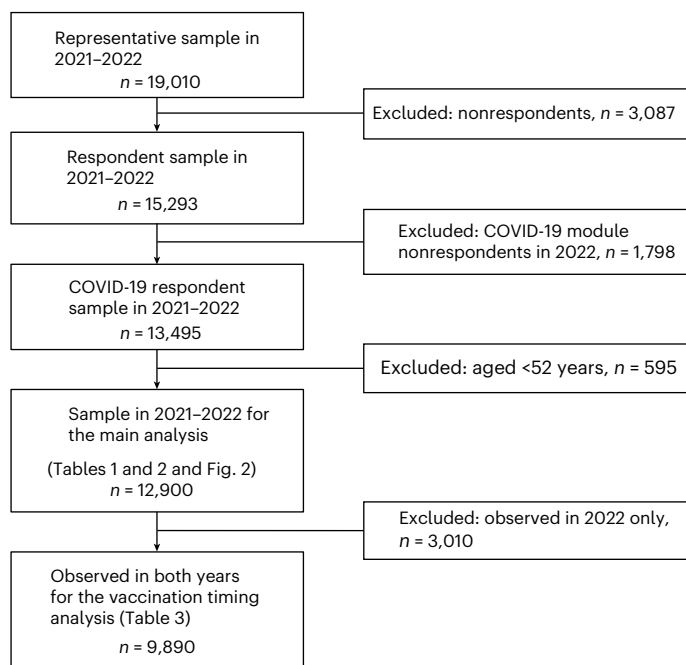 Representative sample in
2021–2022
n = 19,010
Excluded: nonrespondents, n = 3,087
Respondent sample in
2021–2022
n = 15,293
Excluded: COVID-19 module
nonrespondents in 2022, n = 1,798
COVID-19 respondent
sample in 2021–2022
n = 13,495
Excluded: aged <52 years, n = 595
Sample in 2021–2022 for
the main analysis
(Tables 1 and 2 and Fig. 2)
n = 12,900
Excluded: observed in 2022 only,
n = 3,010
Observed in both years
for the vaccination timing
analysis (Table 3)
n = 9,890